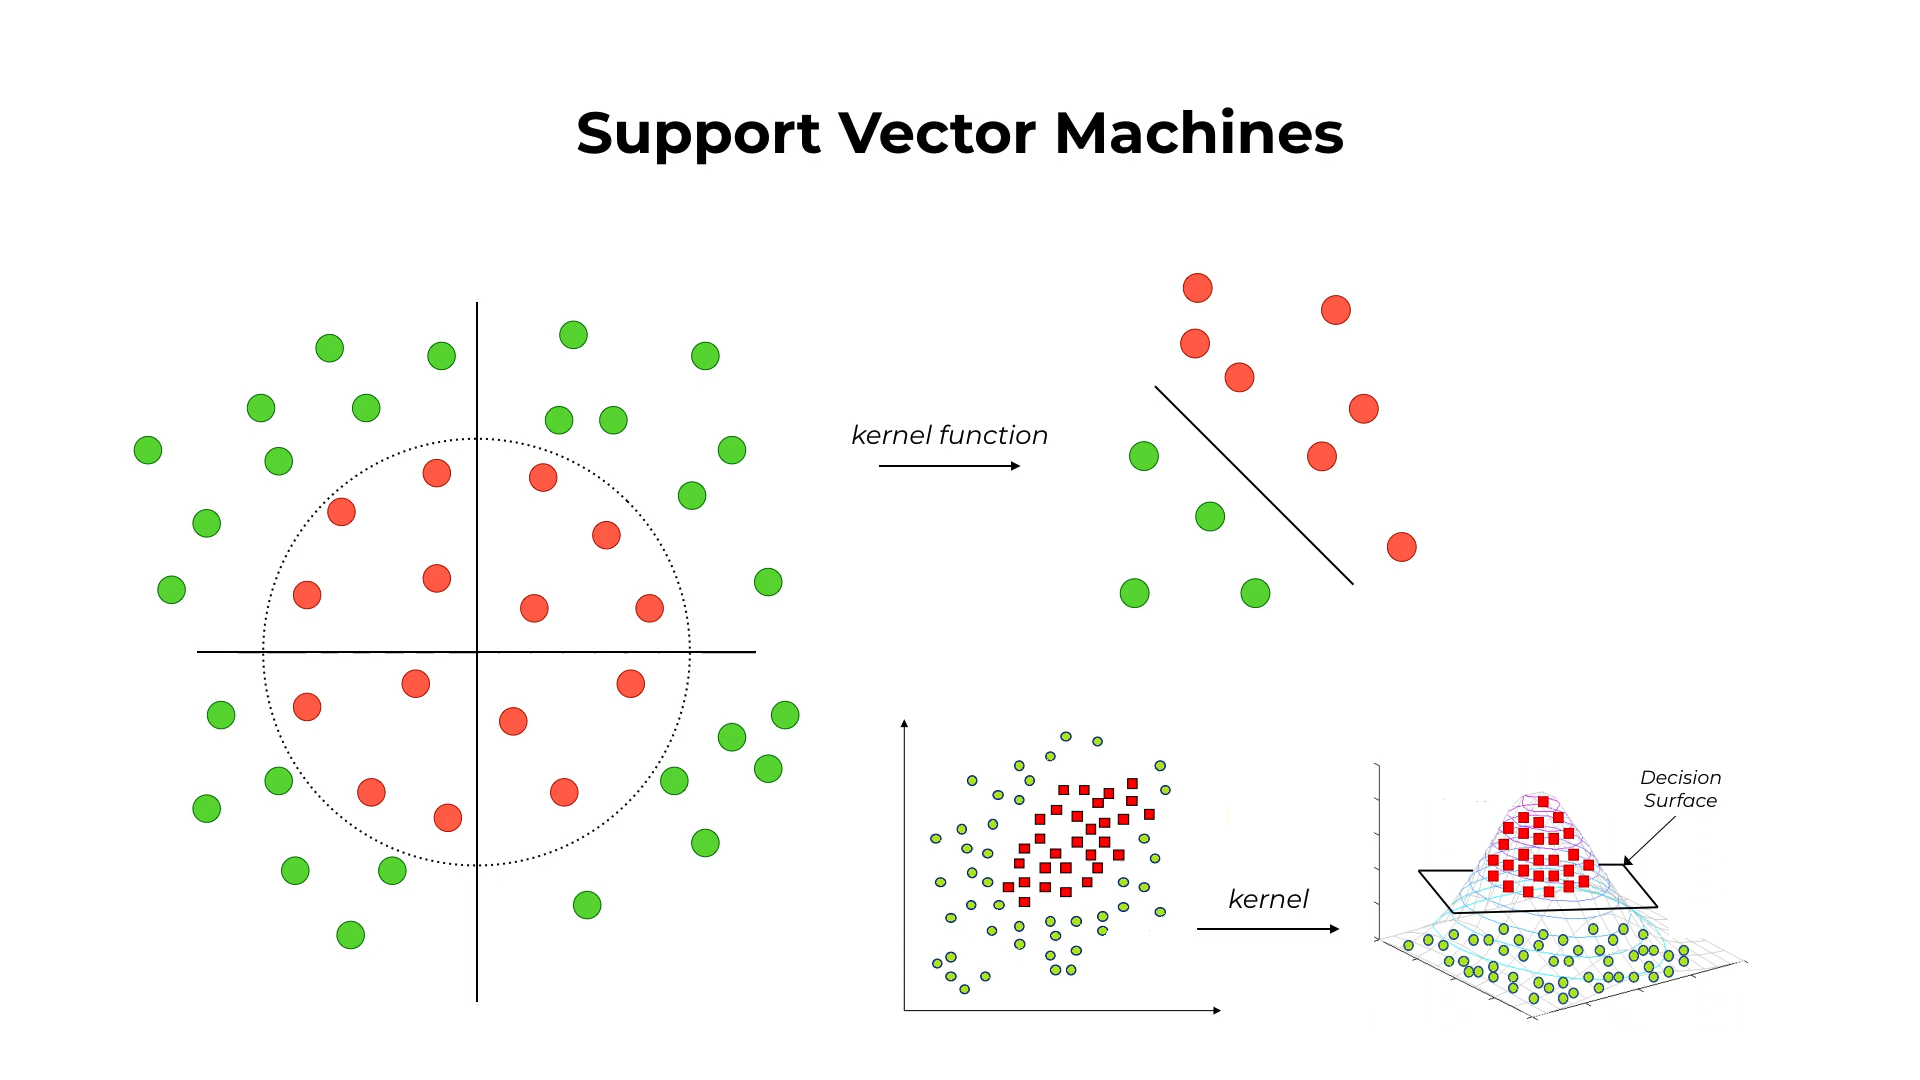 Support Vector Machines
kernel function
kernel
Decision
Surface